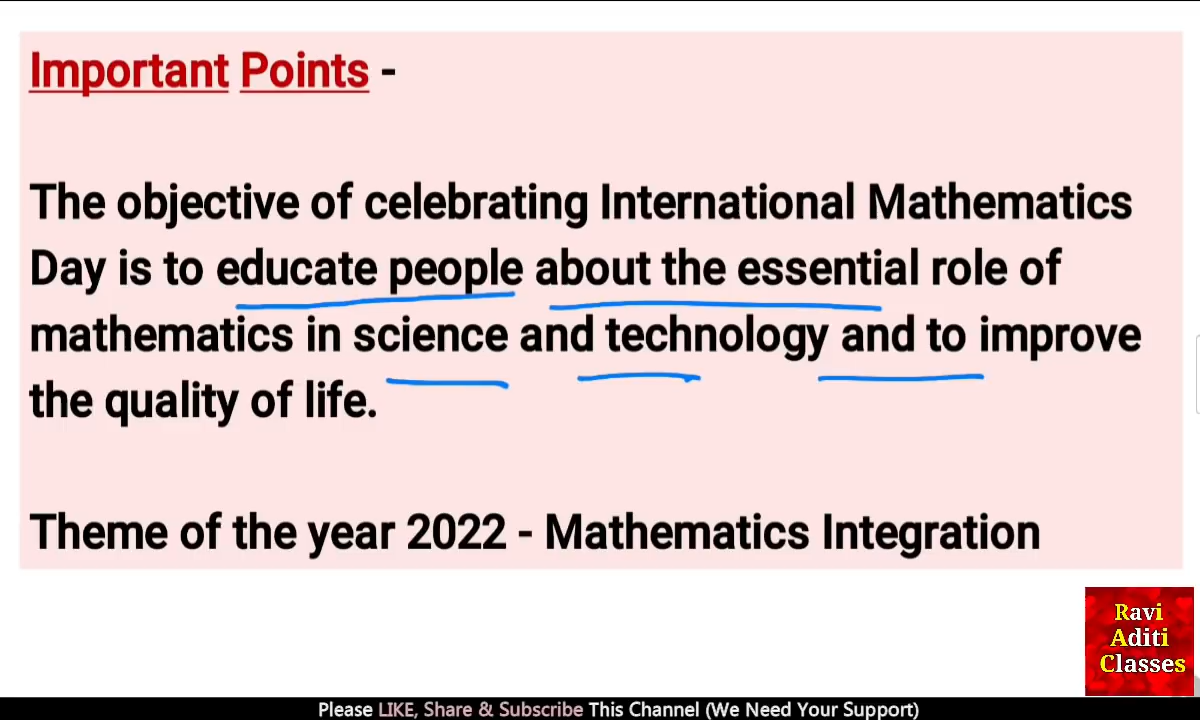 Important Points -
The objective of celebrating International Mathematics
Day is to educate people about the essential role of
mathematics in science and technology and to improve
the quality of life.
Theme of the year 2022 - Mathematics Integration
Ravi
Aditi
Classes
Please LIKE, Share & Subscribe This Channel (We Need Your Support)